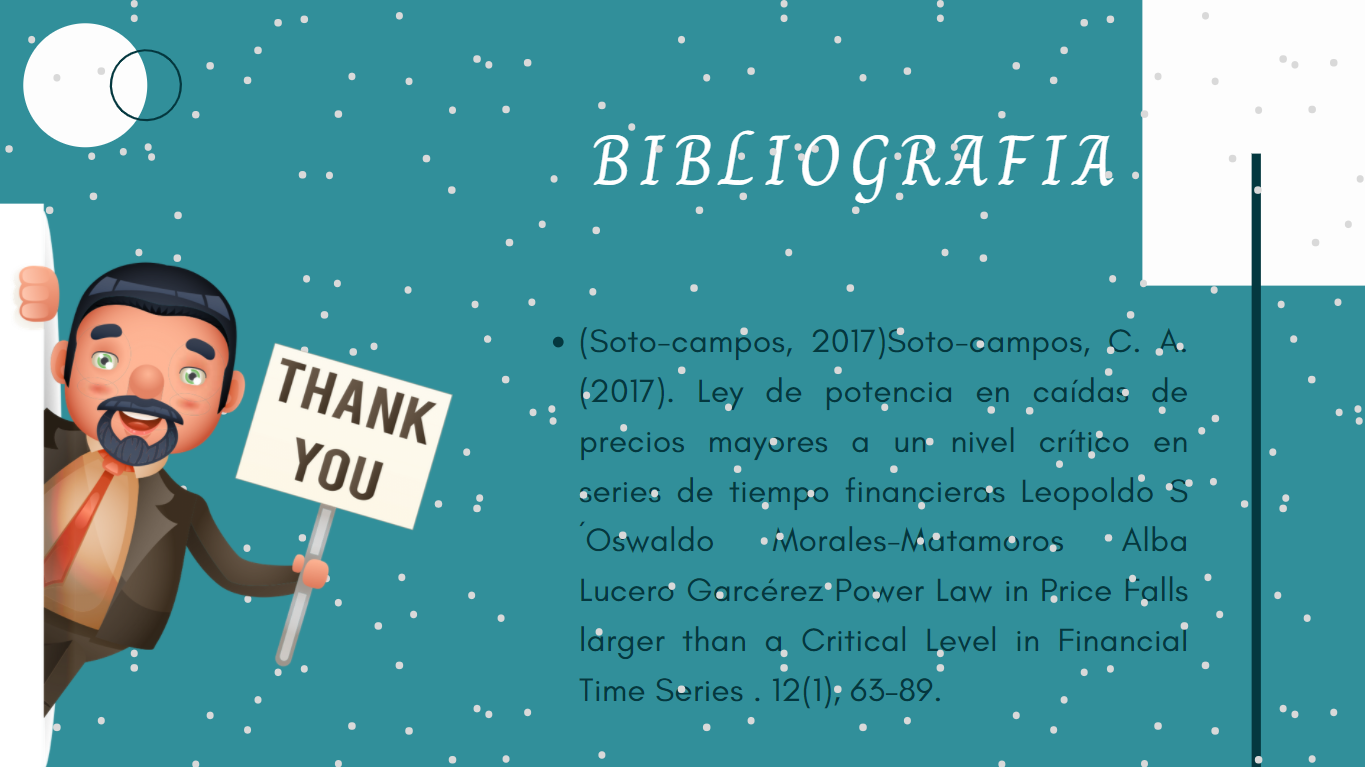 BIBLIOGRAFIA
THANK
YOU
• (Soto-campos, 2017)Soto-campos, C. A.
(2017). Ley de potencia en caídas de
precios mayores a un nivel crítico en
series de tiempo financieras Leopoldo S
´Oswaldo Morales-Matamoros Alba
Lucero Garcérez Power Law in Price Falls
larger than a Critical Level in Financial
Time Series . 12(1), 63–89.